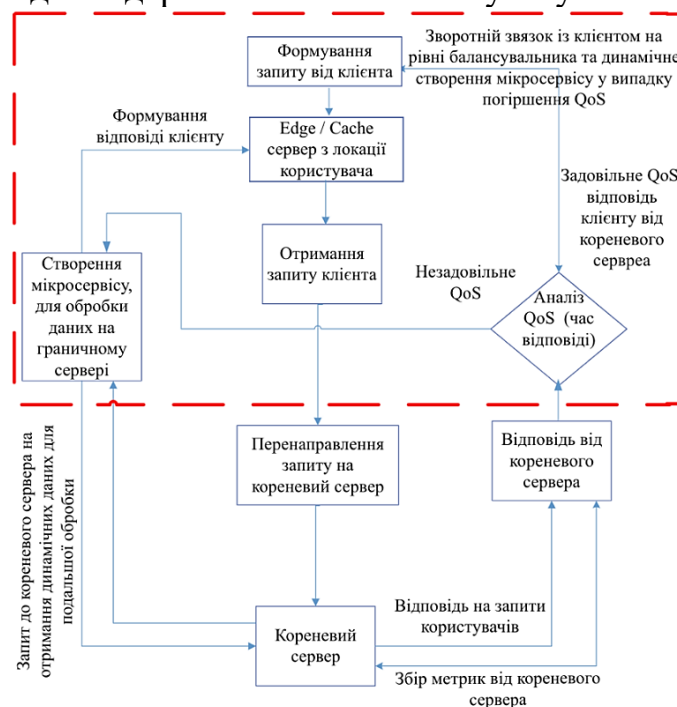 Формування
запиту від клієнта
Зворотній звязок із клієнтом на
рівні балансувальника та динамічне
створення мікросервісу у випадку
погіршення QoS
Формування
відповіді клієнту
Edge / Cache
сервер з локації
користувача
Задовільне QoS
відповідь
клієнту від
кореневого
сервреа
Отримання
запиту клієнта
Незадовільне
QoS
Створення
мікросервісу,
для обробки
даних на
граничному
сервері
Аналіз
QoS (час
відповіді)
Перенаправлення
запиту на
кореневий сервер
Відповідь від
кореневого
сервера
Запит до кореневого сервера на
отримання динамічних даних для
подальшої обробки
Кореневий
сервер
Відповідь на запити
користувачів
Збір метрик від кореневого
сервера